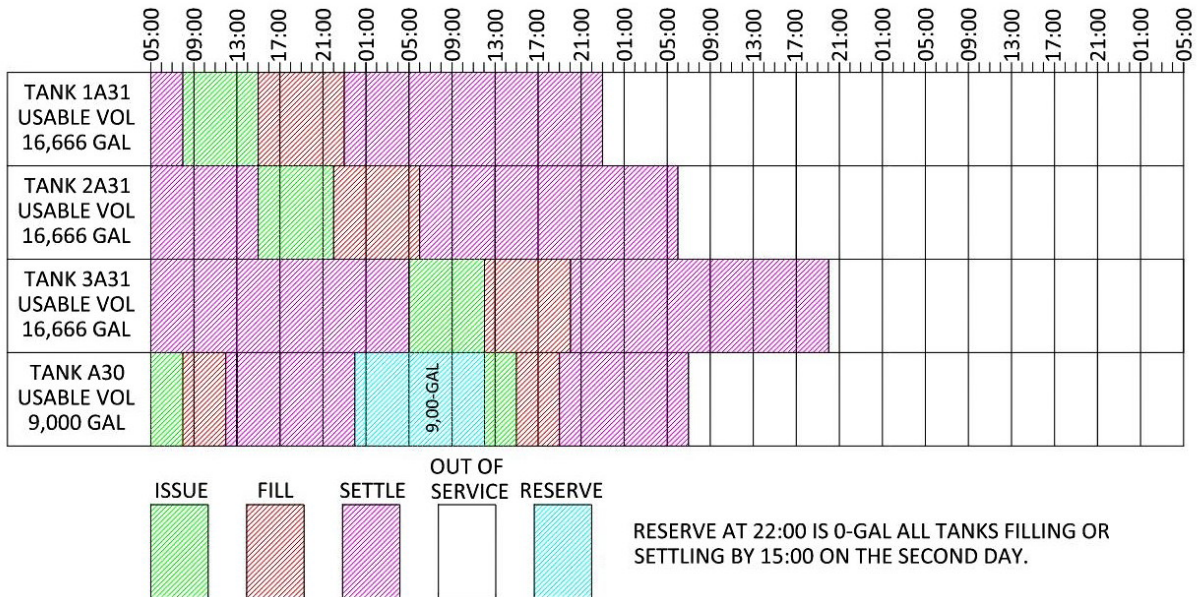 05:00 09:00 13:00 17:00 21:00 01:00 05:00 09:00 13:00 17:00 21:00 01:00 05:00 09:00 13:00 17:00 21:00 01:00 05:00 09:00 13:00 17:00 21:00 01:00 05:00
TANK 1A31
USABLE VOL
16,666 GAL
TANK 2A31
USABLE VOL
16,666 GAL
TANK 3A31
USABLE VOL
16,666 GAL
TANK A30
USABLE VOL
9,000 GAL
9,00-GAL
ISSUE
FILL
SETTLE
OUT OF
SERVICE
RESERVE
RESERVE AT 22:00 IS 0-GAL ALL TANKS FILLING OR
SETTLING BY 15:00 ON THE SECOND DAY.